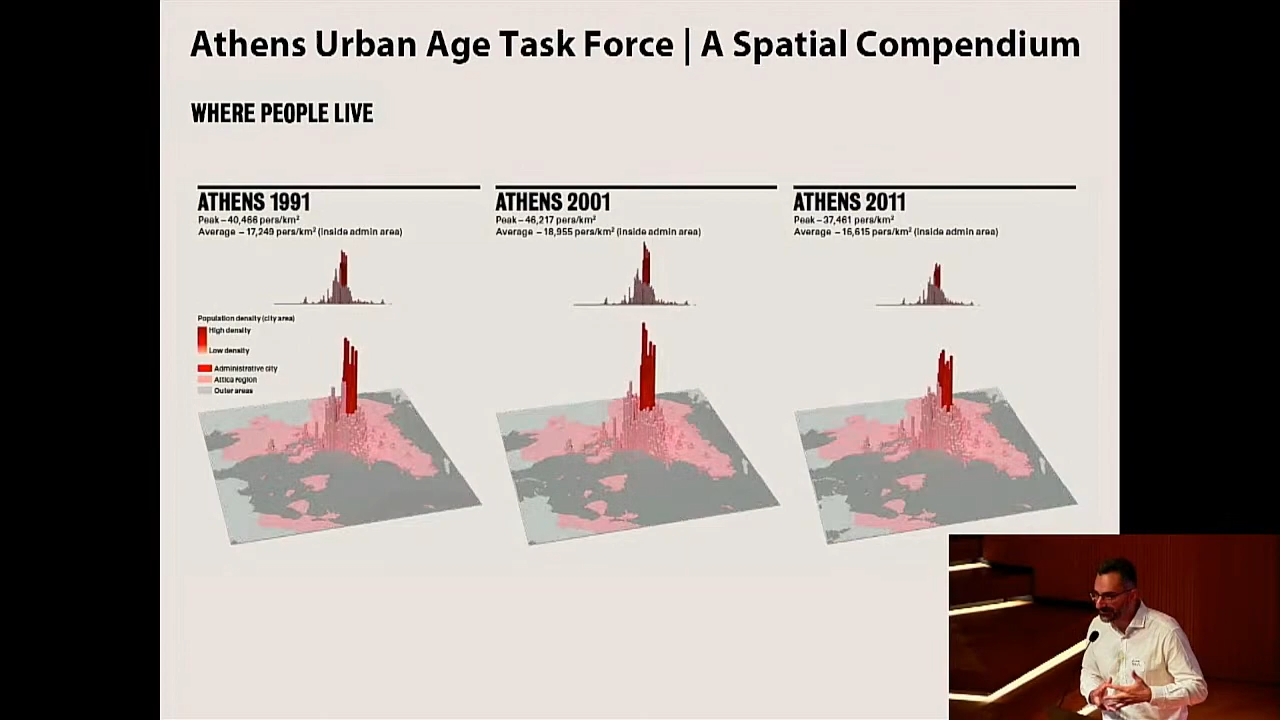 Athens Urban Age Task Force | A Spatial Compendium
WHERE PEOPLE LIVE
ATHENS 1991
Peak – 40,466 pers/km²
Average – 17,249 pers/km² (inside admin area)
ATHENS 2001
Peak – 46,217 pers/km²
Average – 18,955 pers/km² (inside admin area)
ATHENS 2011
Peak – 37,461 pers/km²
Average – 16,615 pers/km² (inside admin area)
Population density (city area)
High density
Low density
Administrative city
Attica region
Outer areas